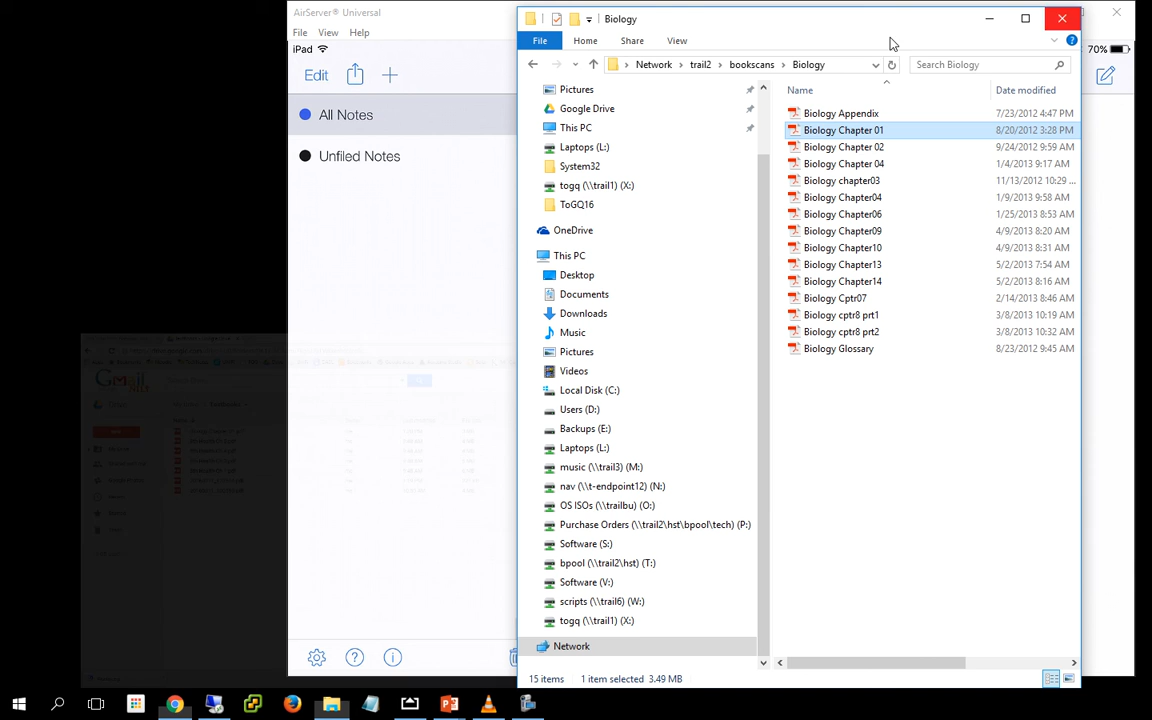 AirServer® Universal
File View Help
iPad
70%
Edit
All Notes
Unfiled Notes
Biology
File Home Share View
Network > trail2 > bookscans > Biology
Search Biology
Pictures
Google Drive
This PC
Laptops (L:)
System32
togq (\\trail1) (X:)
ToGQ16
OneDrive
This PC
Desktop
Documents
Downloads
Music
Pictures
Videos
Local Disk (C:)
Users (D:)
Backups (E:)
Laptops (L:)
music (\\trail3) (M:)
nav (\\t-endpoint12) (N:)
OS ISOs (\\trailbu) (O:)
Purchase Orders (\\trail2\hst\bpool\tech) (P:)
Software (S:)
bpool (\\trail2\hst) (T:)
Software (V:)
scripts (\\trail6) (W:)
togq (\\trail1) (X:)
Network
Name Date modified
Biology Appendix 7/23/2012 4:47 PM
Biology Chapter 01 8/20/2012 3:28 PM
Biology Chapter 02 9/24/2012 9:59 AM
Biology Chapter 04 1/4/2013 9:17 AM
Biology chapter03 11/13/2012 10:29 ...
Biology Chapter04 1/9/2013 9:58 AM
Biology Chapter06 1/25/2013 8:53 AM
Biology Chapter09 4/9/2013 8:20 AM
Biology Chapter10 4/9/2013 8:31 AM
Biology Chapter13 5/2/2013 7:54 AM
Biology Chapter14 5/2/2013 8:16 AM
Biology Cptr07 2/14/2013 8:46 AM
Biology cptr8 prt1 3/8/2013 10:19 AM
Biology cptr8 prt2 3/8/2013 10:32 AM
Biology Glossary 8/23/2012 9:45 AM
15 items 1 item selected 3.49 MB
Gmail